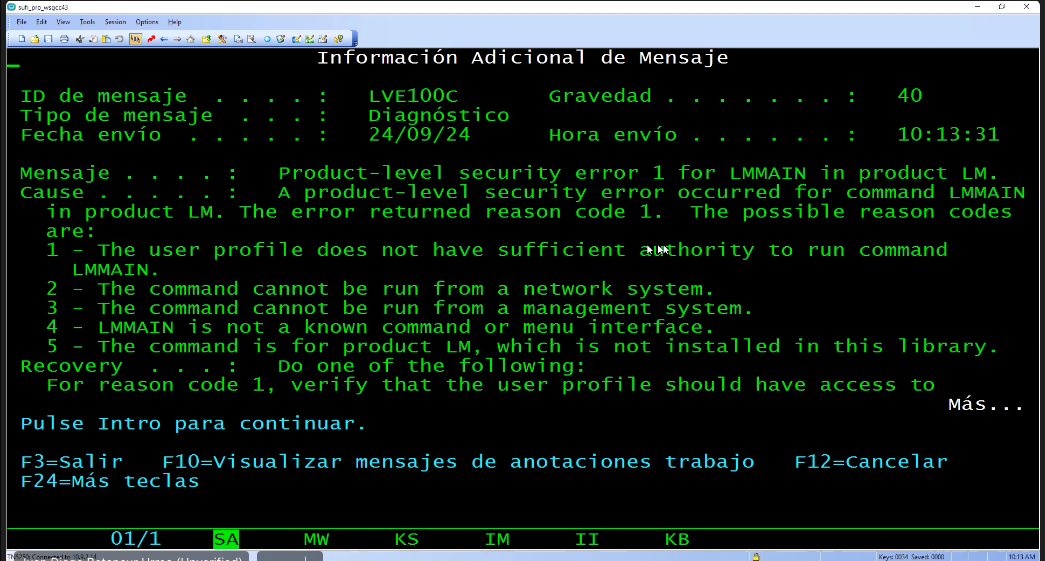 sufi_pro_wsgcc43
File Edit View Tools Session Options Help
Información Adicional de Mensaje
ID de mensaje . . . . : LVE100C Gravedad . . . . . . . : 40
Tipo de mensaje . . . : Diagnóstico
Fecha envío . . . . . : 24/09/24 Hora envío . . . . . . : 10:13:31
Mensaje . . . . : Product-level security error 1 for LMMAIN in product LM.
Cause . . . . . : A product-level security error occurred for command LMMAIN
in product LM. The error returned reason code 1. The possible reason codes
are:
1 - The user profile does not have sufficient authority to run command
LMMAIN.
2 - The command cannot be run from a network system.
3 - The command cannot be run from a management system.
4 - LMMAIN is not a known command or menu interface.
5 - The command is for product LM, which is not installed in this library.
Recovery . . . : Do one of the following:
For reason code 1, verify that the user profile should have access to
Más...
Pulse Intro para continuar.
F3=Salir F10=Visualizar mensajes de anotaciones trabajo F12=Cancelar
F24=Más teclas
01/1 SA MW KS IM II KB
Keys: 0034 Saved: 0000 10:13 AM